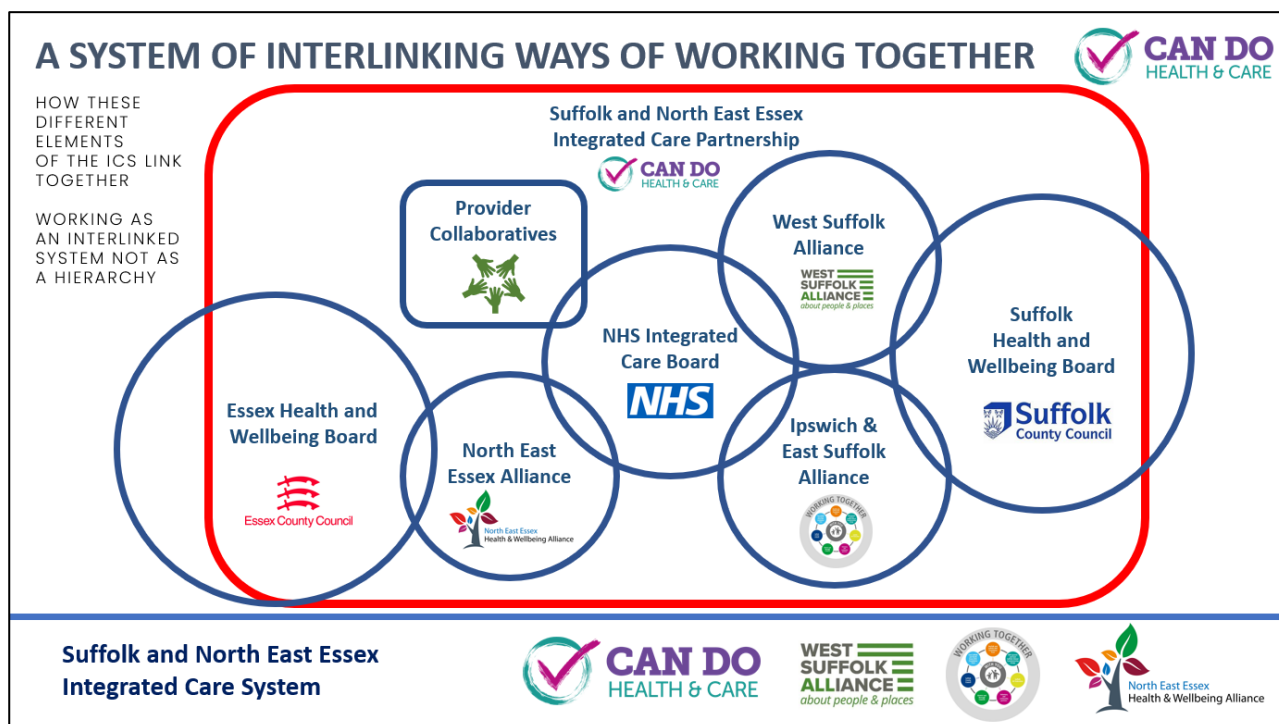 A SYSTEM OF INTERLINKING WAYS OF WORKING TOGETHER
CAN DO
HEALTH & CARE
HOW THESE
DIFFERENT
ELEMENTS
OF THE ICS LINK
TOGETHER
WORKING AS
AN INTERLINKED
SYSTEM NOT AS
A HIERARCHY
Suffolk and North East Essex
Integrated Care Partnership
CAN DO
HEALTH & CARE
Provider
Collaboratives
West Suffolk
Alliance
WEST
SUFFOLK
ALLIANCE
about people & places
NHS Integrated
Care Board
NHS
Suffolk
Health and
Wellbeing Board
Suffolk
County Council
Essex Health and
Wellbeing Board
Essex County Council
North East
Essex Alliance
North East Essex
Health & Wellbeing Alliance
Ipswich &
East Suffolk
Alliance
WORKING TOGETHER
Suffolk and North East Essex
Integrated Care System
CAN DO
HEALTH & CARE
WEST
SUFFOLK
ALLIANCE
about people & places
WORKING TOGETHER
North East Essex
Health & Wellbeing Alliance